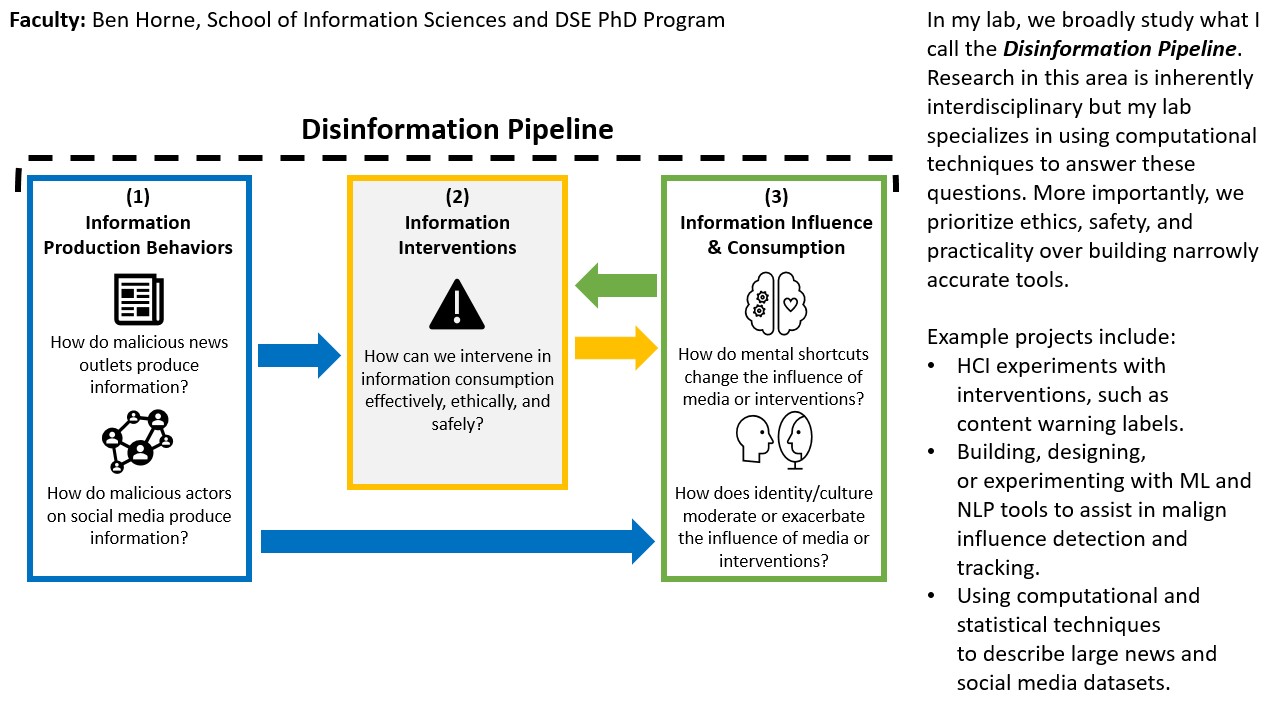 Faculty: Ben Horne, School of Information Sciences and DSE PhD Program
Disinformation Pipeline
(1)
Information
Production Behaviors
How do malicious news
outlets produce
information?
How do malicious actors
on social media produce
information?
(2)
Information
Interventions
How can we intervene in
information consumption
effectively, ethically, and
safely?
(3)
Information Influence
& Consumption
How do mental shortcuts
change the influence of
media or interventions?
How does identity/culture
moderate or exacerbate
the influence of media or
interventions?
In my lab, we broadly study what I
call the Disinformation Pipeline.
Research in this area is inherently
interdisciplinary but my lab
specializes in using computational
techniques to answer these
questions. More importantly, we
prioritize ethics, safety, and
practicality over building narrowly
accurate tools.
Example projects include:
• HCI experiments with
interventions, such as
content warning labels.
• Building, designing,
or experimenting with ML and
NLP tools to assist in malign
influence detection and
tracking.
• Using computational and
statistical techniques
to describe large news and
social media datasets.